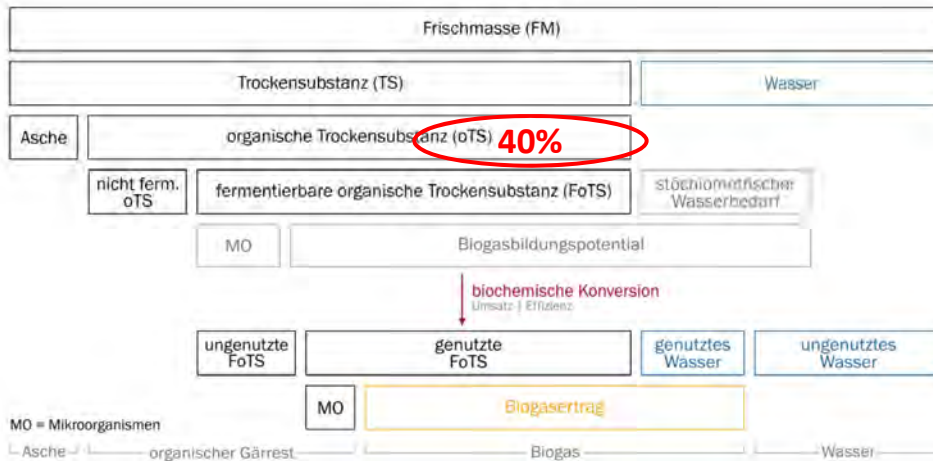 Frischmasse (FM)
Trockensubstanz (TS)
Wasser
Asche
organische Trockensubstanz (oTS)
40%
nicht ferm.
oTS
fermentierbare organische Trockensubstanz (FoTS)
stöchiometrischer
Wasserbedarf
MO
Biogasbildungspotential
biochemische Konversion
Umsatz | Effizienz
ungenutzte
FoTS
genutzte
FoTS
genutztes
Wasser
ungenutztes
Wasser
MO
Biogasertrag
MO = Mikroorganismen
Asche
organischer Gärrest
Biogas
Wasser